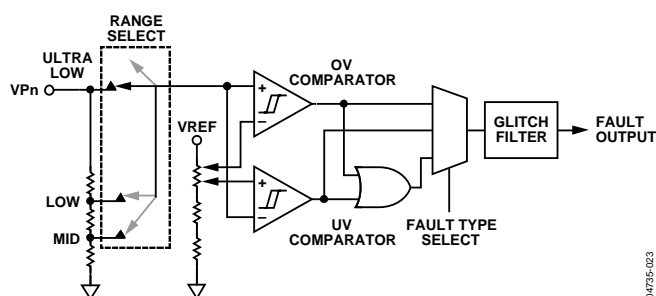 RANGE
SELECT
ULTRA
LOW
VPn
LOW
MID
VREF
+
−
OV
COMPARATOR
+
−
UV
COMPARATOR
FAULT TYPE
SELECT
GLITCH
FILTER
FAULT
OUTPUT
04735-023